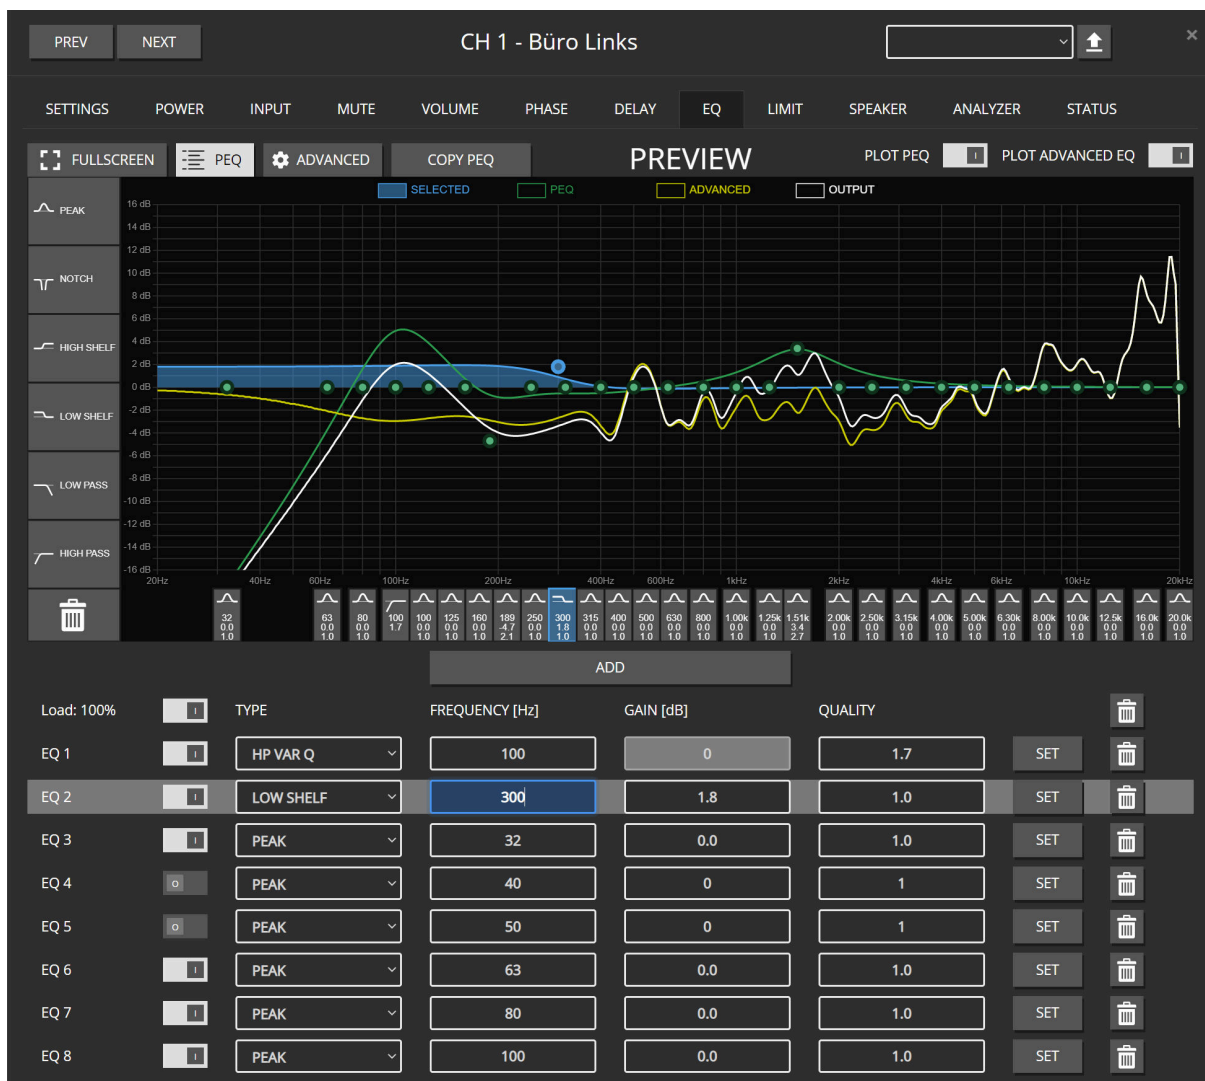 PREV NEXT CH 1 - Büro Links ×
SETTINGS POWER INPUT MUTE VOLUME PHASE DELAY EQ LIMIT SPEAKER ANALYZER STATUS
FULLSCREEN PEQ ADVANCED COPY PEQ PREVIEW PLOT PEQ I PLOT ADVANCED EQ I
SELECTED PEQ ADVANCED OUTPUT
PEAK
NOTCH
HIGH SHELF
LOW SHELF
LOW PASS
HIGH PASS
16 dB
14 dB
12 dB
10 dB
8 dB
6 dB
4 dB
2 dB
0 dB
-2 dB
-4 dB
-6 dB
-8 dB
-10 dB
-12 dB
-14 dB
-16 dB
20Hz 40Hz 60Hz 100Hz 200Hz 400Hz 600Hz 1kHz 2kHz 4kHz 6kHz 10kHz 20kHz
32 63 80 100 100 125 160 189 250 300 315 400 500 630 800 1.00k 1.25k 1.51k 2.00k 2.50k 3.15k 4.00k 5.00k 6.30k 8.00k 10.0k 12.5k 16.0k 20.0k
0.0 0.0 0.0 1.7 0.0 0.0 0.0 -4.7 0.0 1.8 0.0 0.0 0.0 0.0 0.0 0.0 0.0 3.4 0.0 0.0 0.0 0.0 0.0 0.0 0.0 0.0 0.0 0.0 0.0
1.0 1.0 1.0 1.0 1.0 1.0 2.1 1.0 1.0 1.0 1.0 1.0 1.0 1.0 1.0 1.0 2.7 1.0 1.0 1.0 1.0 1.0 1.0 1.0 1.0 1.0 1.0 1.0
ADD
Load: 100% I TYPE FREQUENCY [Hz] GAIN [dB] QUALITY
EQ 1 I HP VAR Q 100 0 1.7 SET
EQ 2 I LOW SHELF 300 1.8 1.0 SET
EQ 3 I PEAK 32 0.0 1.0 SET
EQ 4 O PEAK 40 0 1 SET
EQ 5 O PEAK 50 0 1 SET
EQ 6 I PEAK 63 0.0 1.0 SET
EQ 7 I PEAK 80 0.0 1.0 SET
EQ 8 I PEAK 100 0.0 1.0 SET